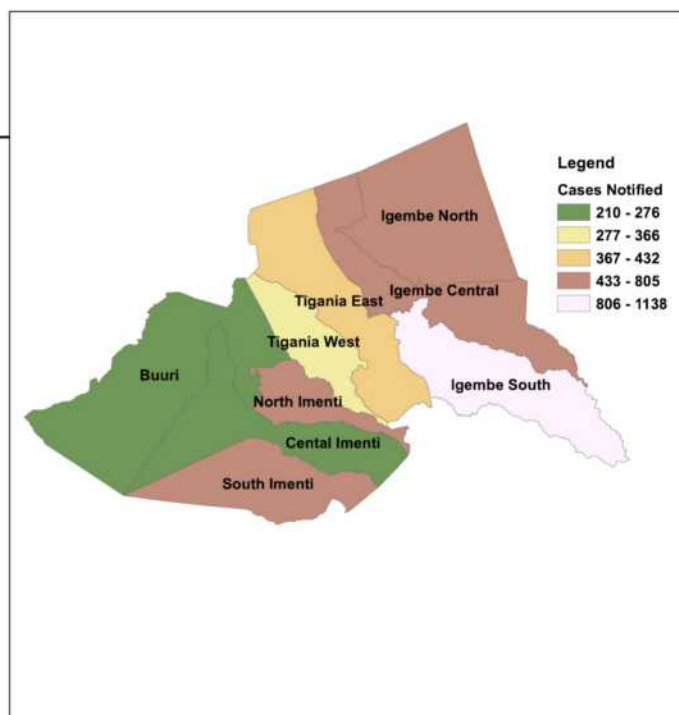 Legend
Cases Notified
210 - 276
277 - 366
367 - 432
433 - 805
806 - 1138
Igembe North
Igembe Central
Tigania East
Tigania West
Buuri
Igembe South
North Imenti
Cental Imenti
South Imenti